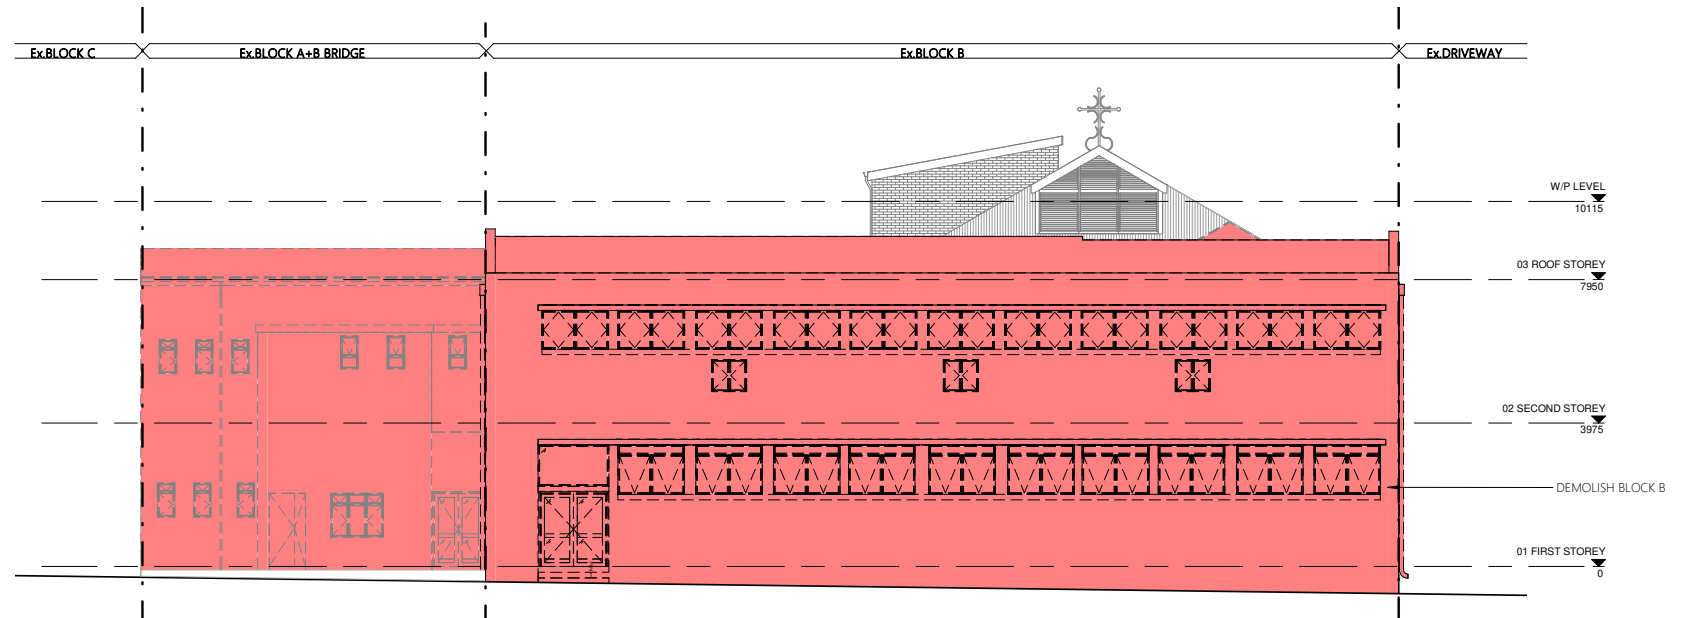 Ex.BLOCK C
Ex.BLOCK A+B BRIDGE
Ex.BLOCK B
Ex.DRIVEWAY
W/P LEVEL
10115
03 ROOF STOREY
7950
02 SECOND STOREY
3975
DEMOLISH BLOCK B
01 FIRST STOREY
0